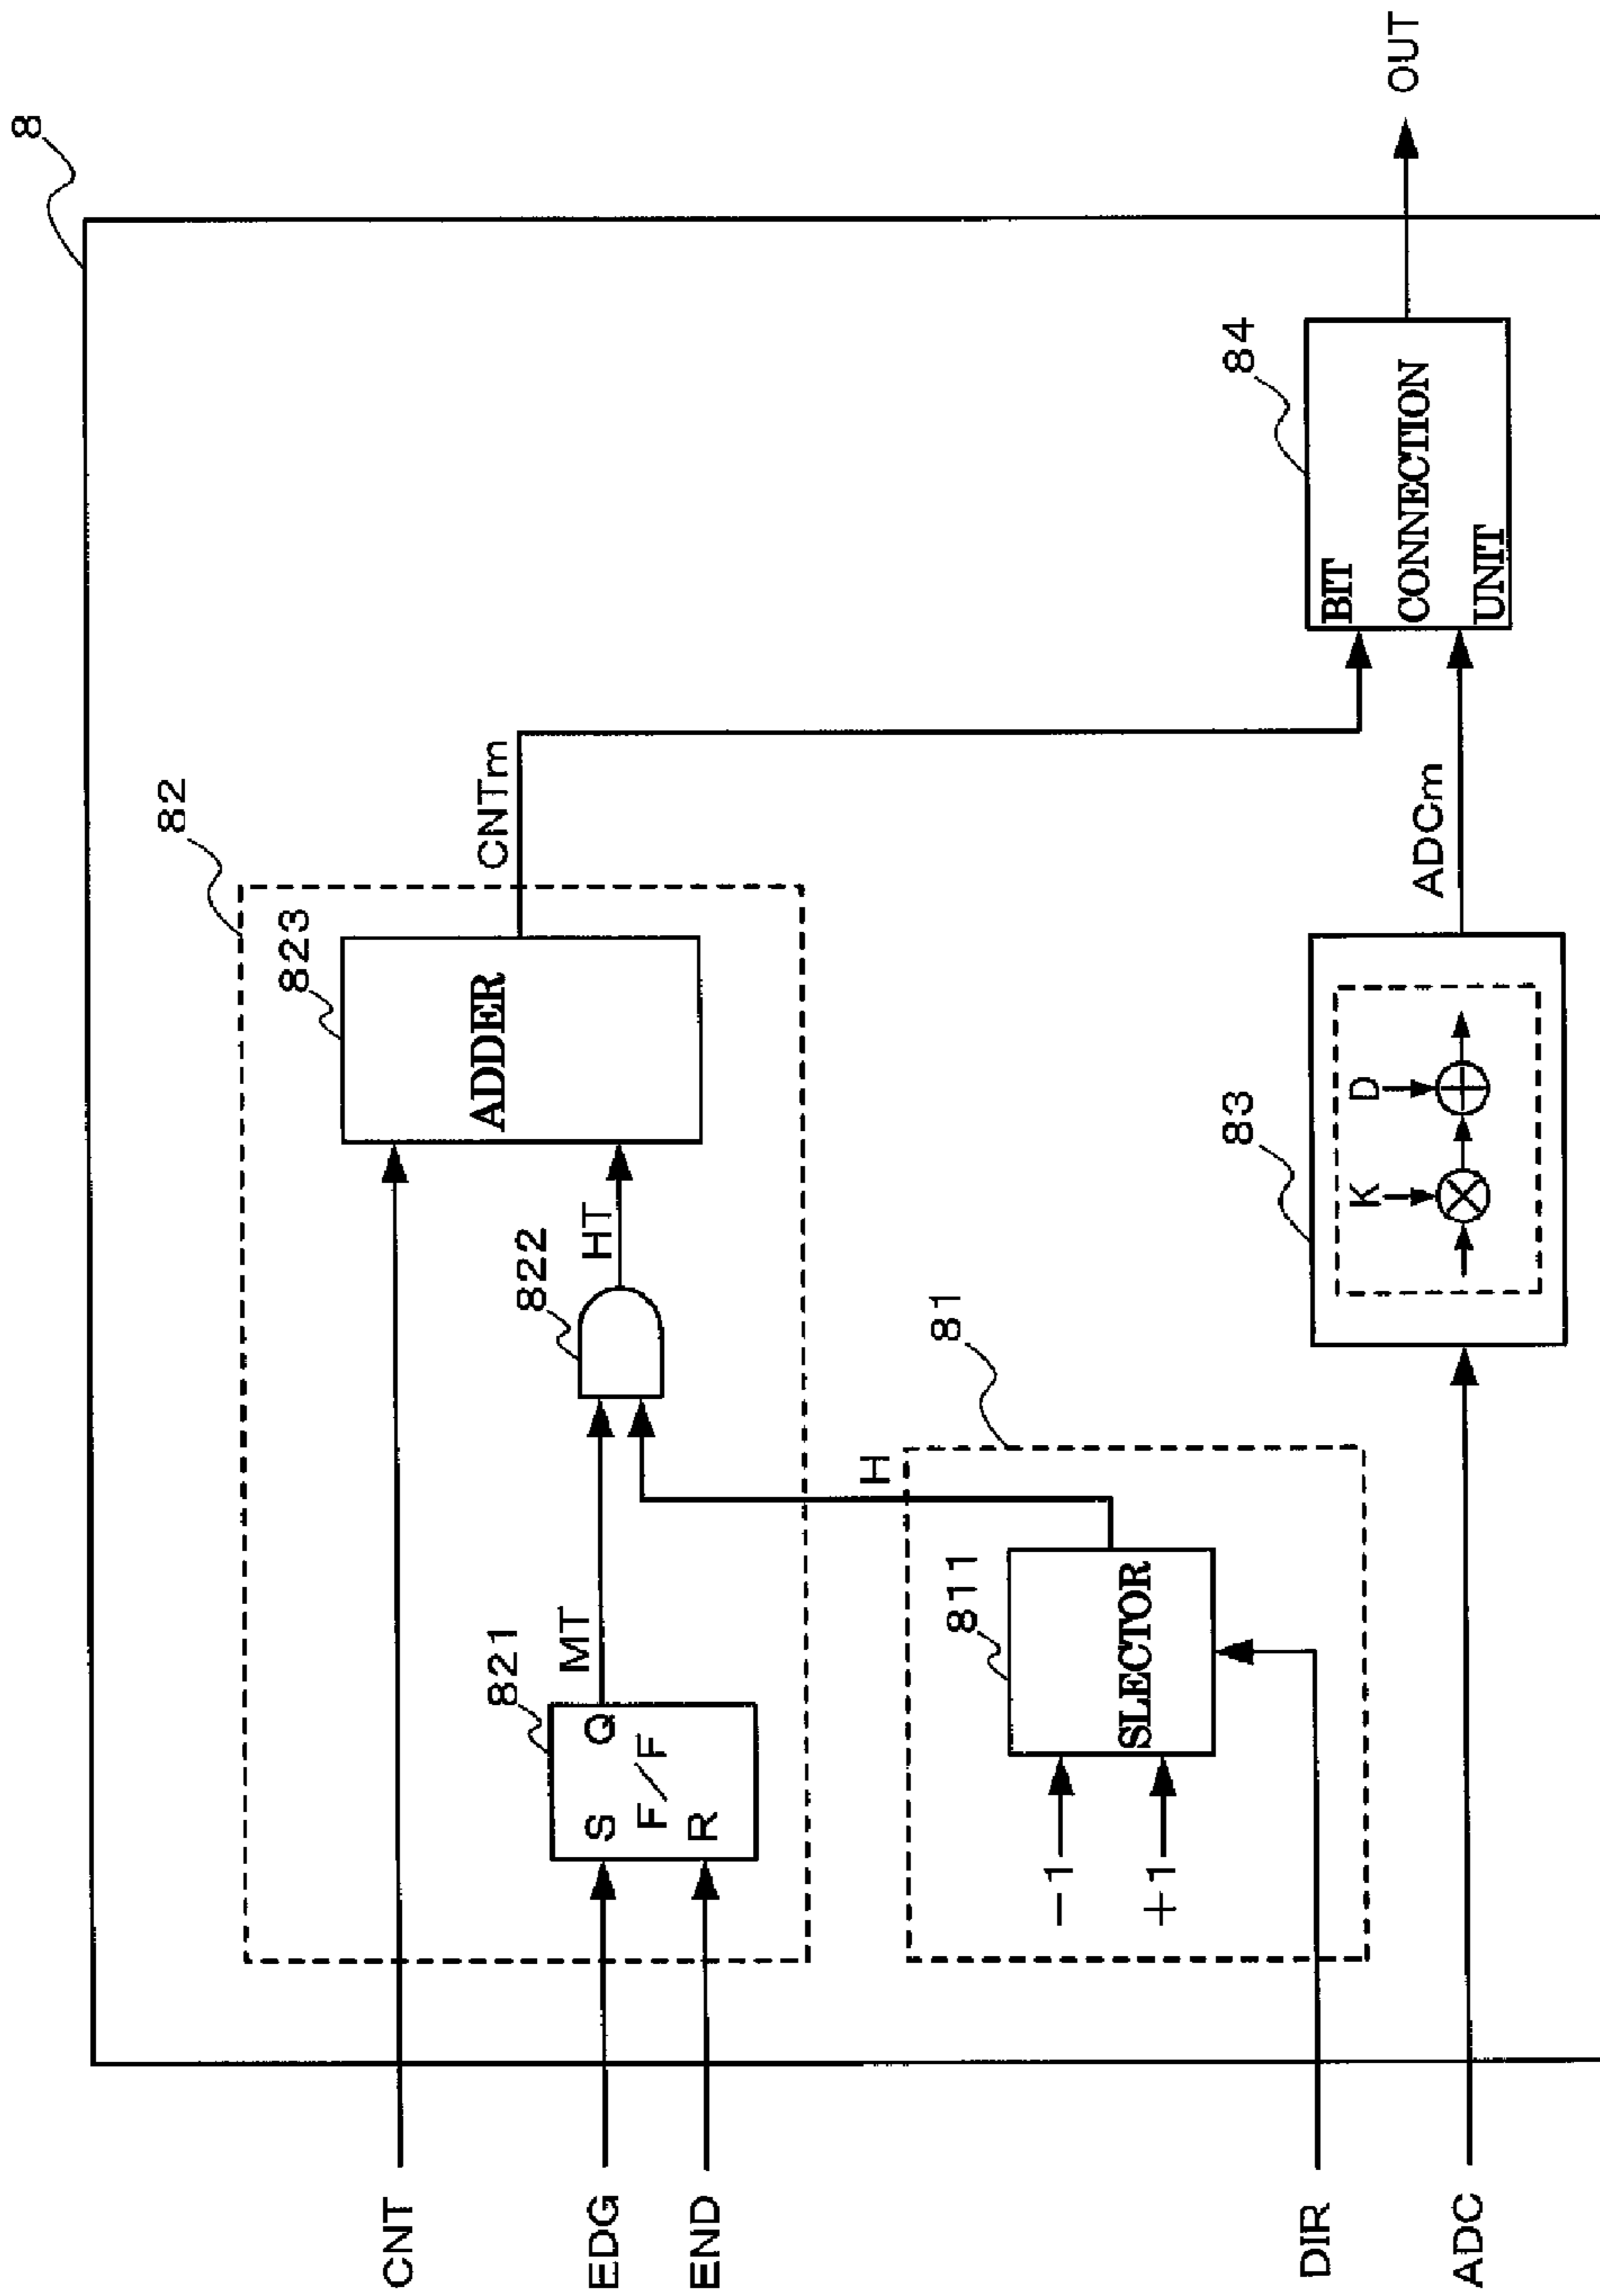 8
82
823
ADDER
CNTm
822
HT
821
MT
S Q
F/F
R
81
H
811
SLECTOR
-1
+1
83
K
D
ADCm
84
BIT
CONNECTION
UNIT
OUT
CNT
EDG
END
DIR
ADC